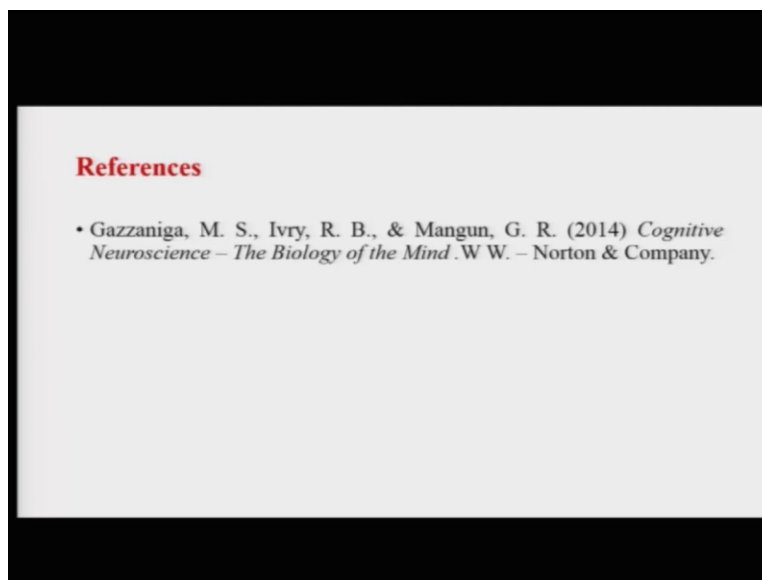 References
• Gazzaniga, M. S., Ivry, R. B., & Mangun, G. R. (2014) Cognitive
Neuroscience – The Biology of the Mind .W W. – Norton & Company.